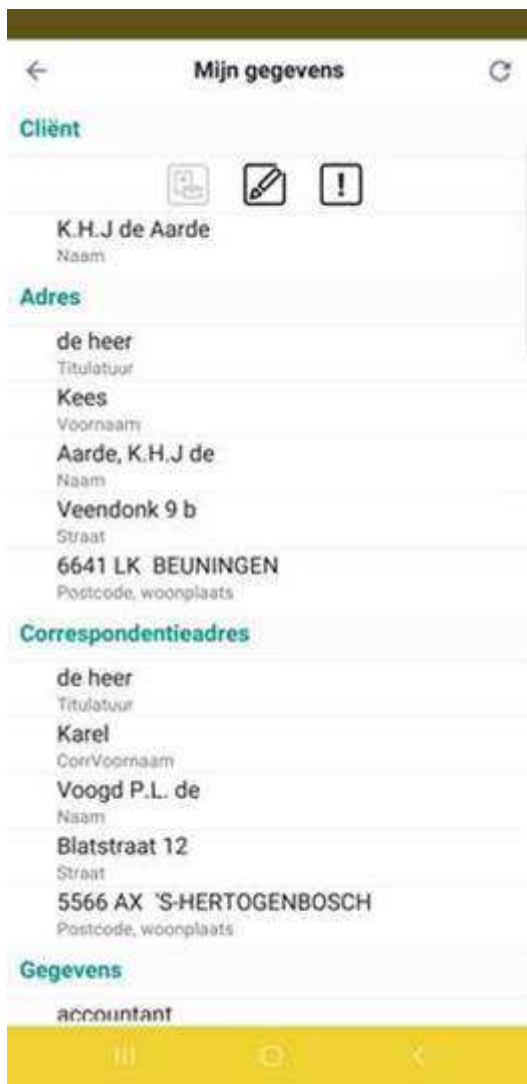 Mijn gegevens
Cliënt
K.H.J de Aarde
Naam
Adres
de heer
Titulatuur
Kees
Voornaam
Aarde, K.H.J de
Naam
Veendonk 9 b
Straat
6641 LK BEUNINGEN
Postcode, woonplaats
Correspondentieadres
de heer
Titulatuur
Karel
CorrVoornaam
Voogd P.L. de
Naam
Blatstraat 12
Straat
5566 AX 'S-HERTOGENBOSCH
Postcode, woonplaats
Gegevens
accountant